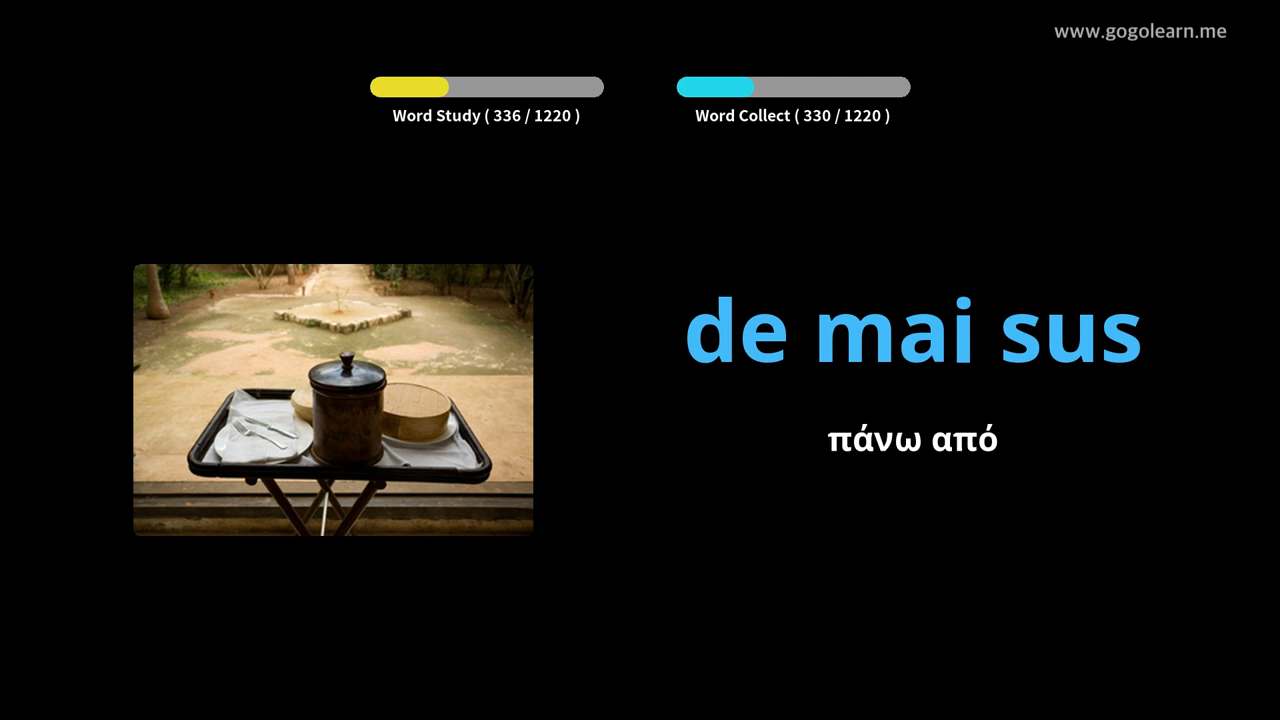 www.gogolearn.me
Word Study ( 336 / 1220 )
Word Collect ( 330 / 1220 )
de mai sus
πάνω από